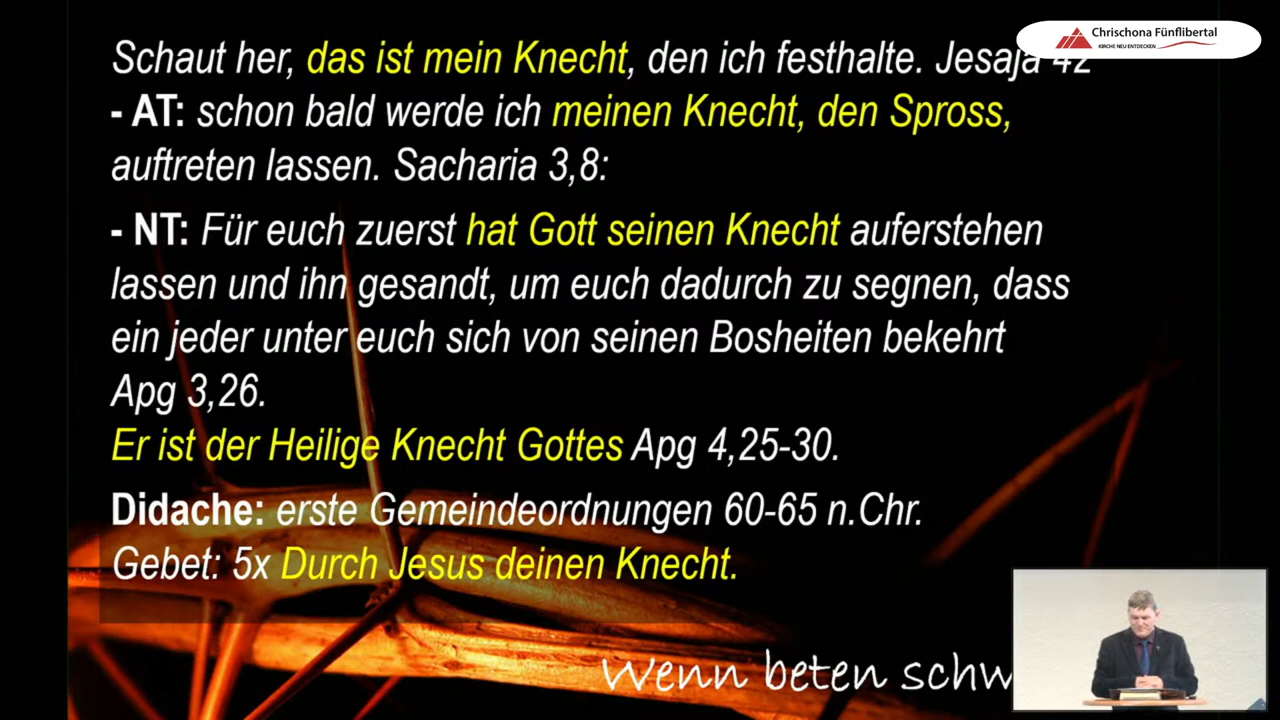 Schaut her, das ist mein Knecht, den ich festhalte. Jesaja 42
- AT: schon bald werde ich meinen Knecht, den Spross,
auftreten lassen. Sacharia 3,8:
- NT: Für euch zuerst hat Gott seinen Knecht auferstehen
lassen und ihn gesandt, um euch dadurch zu segnen, dass
ein jeder unter euch sich von seinen Bosheiten bekehrt
Apg 3,26.
Er ist der Heilige Knecht Gottes Apg 4,25-30.
Didache: erste Gemeindeordnungen 60-65 n.Chr.
Gebet: 5x Durch Jesus deinen Knecht.
Wenn beten schw
Chrischona Fünflibertal
KIRCHE NEU ENTDECKEN